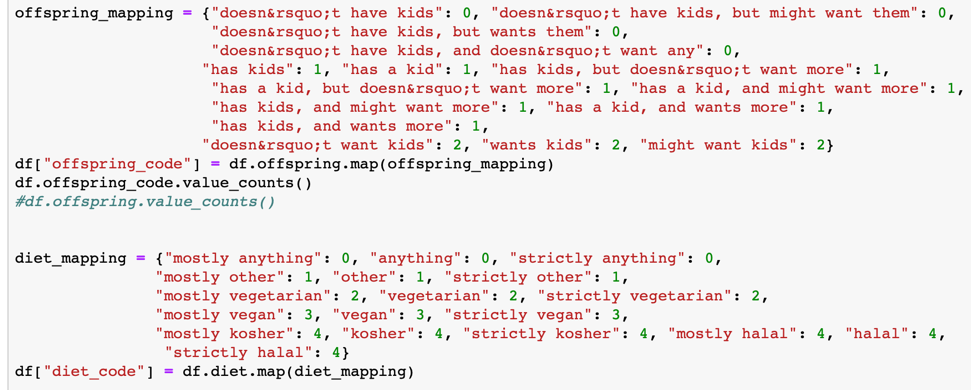 offspring_mapping = {"doesn&rsquo;t have kids": 0, "doesn&rsquo;t have kids, but might want them": 0,
"doesn&rsquo;t have kids, but wants them": 0,
"doesn&rsquo;t have kids, and doesn&rsquo;t want any": 0,
"has kids": 1, "has a kid": 1, "has kids, but doesn&rsquo;t want more": 1,
"has a kid, but doesn&rsquo;t want more": 1, "has a kid, and might want more": 1,
"has kids, and might want more": 1, "has a kid, and wants more": 1,
"has kids, and wants more": 1,
"doesn&rsquo;t want kids": 2, "wants kids": 2, "might want kids": 2}
df["offspring_code"] = df.offspring.map(offspring_mapping)
df.offspring_code.value_counts()
#df.offspring.value_counts()
diet_mapping = {"mostly anything": 0, "anything": 0, "strictly anything": 0,
"mostly other": 1, "other": 1, "strictly other": 1,
"mostly vegetarian": 2, "vegetarian": 2, "strictly vegetarian": 2,
"mostly vegan": 3, "vegan": 3, "strictly vegan": 3,
"mostly kosher": 4, "kosher": 4, "strictly kosher": 4, "mostly halal": 4, "halal": 4,
"strictly halal": 4}
df["diet_code"] = df.diet.map(diet_mapping)